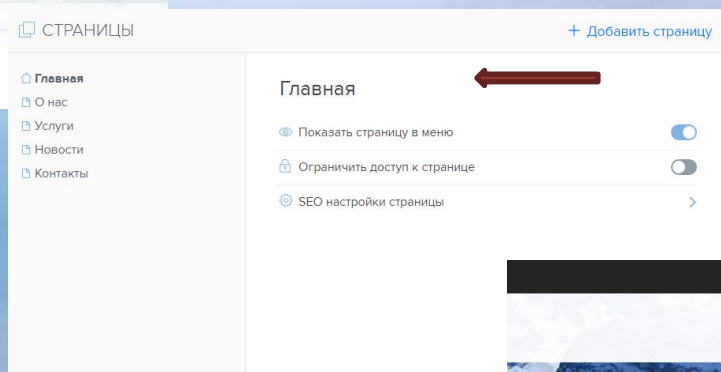 СТРАНИЦЫ
+ Добавить страницу
Главная
О нас
Услуги
Новости
Контакты
Главная
Показать страницу в меню
Ограничить доступ к странице
SEO настройки страницы